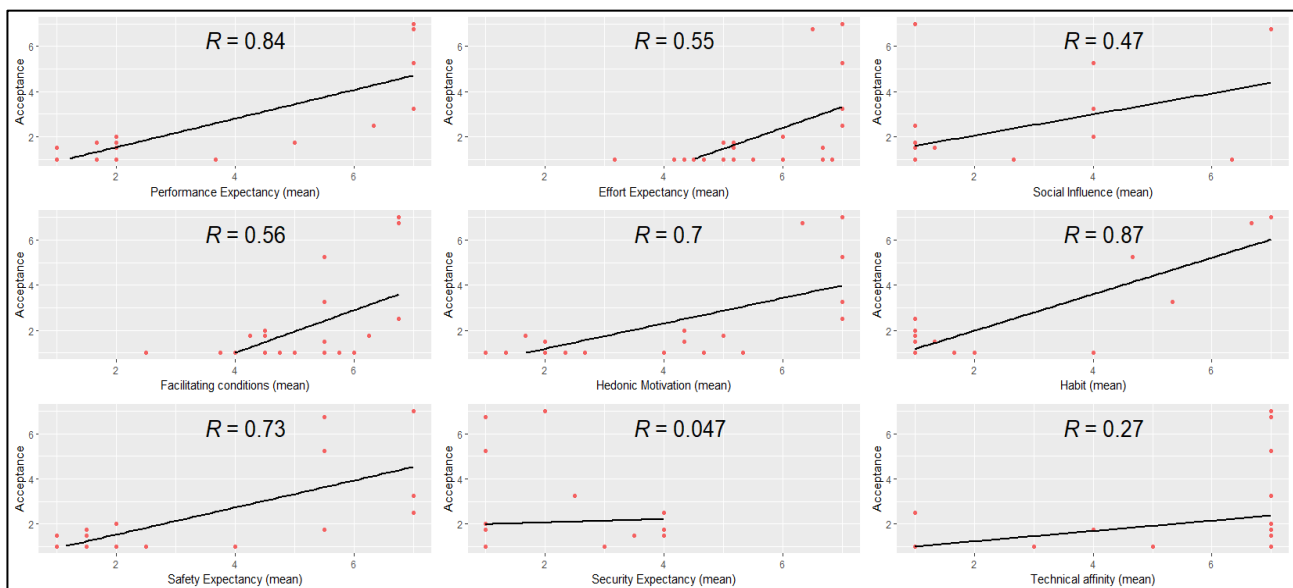 R = 0.84
Acceptance
6
4
2
2
4
6
Performance Expectancy (mean)
R = 0.55
Acceptance
6
4
2
2
4
6
Effort Expectancy (mean)
R = 0.47
Acceptance
6
4
2
2
4
6
Social Influence (mean)
R = 0.56
Acceptance
6
4
2
2
4
6
Facilitating conditions (mean)
R = 0.7
Acceptance
6
4
2
2
4
6
Hedonic Motivation (mean)
R = 0.87
Acceptance
6
4
2
2
4
6
Habit (mean)
R = 0.73
Acceptance
6
4
2
2
4
6
Safety Expectancy (mean)
R = 0.047
Acceptance
6
4
2
2
4
6
Security Expectancy (mean)
R = 0.27
Acceptance
6
4
2
2
4
6
Technical affinity (mean)